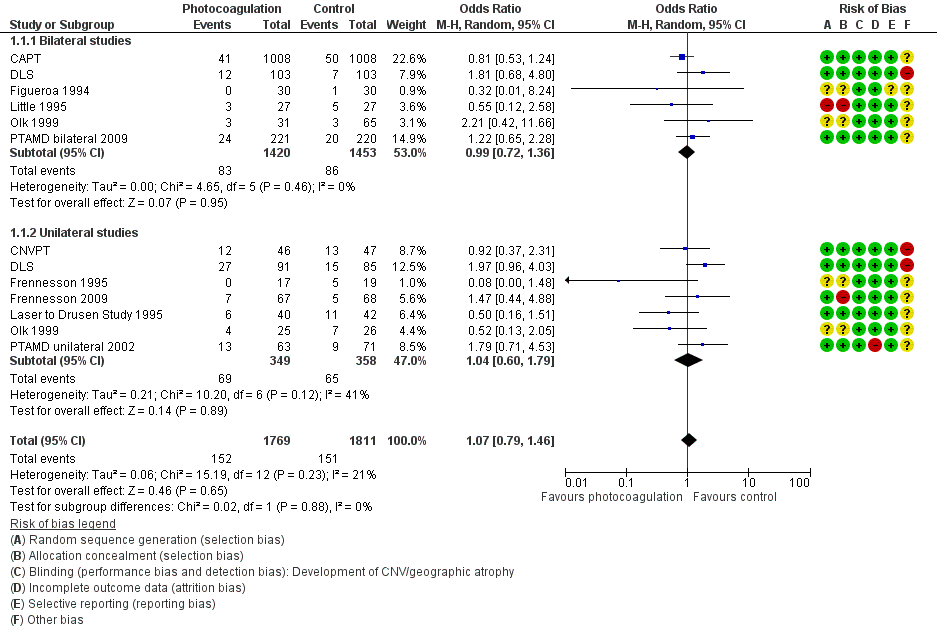 Photocoagulation Control Odds Ratio Odds Ratio Risk of Bias
Study or Subgroup Events Total Events Total Weight M-H, Random, 95% CI M-H, Random, 95% CI A B C D E F
1.1.1 Bilateral studies
CAPT 41 1008 50 1008 22.6% 0.81 [0.53, 1.24] + + + + + ?
DLS 12 103 7 103 7.9% 1.81 [0.68, 4.80] + + + + + −
Figueroa 1994 0 30 1 30 0.9% 0.32 [0.01, 8.24] ? ? + + ? ?
Little 1995 3 27 5 27 3.6% 0.55 [0.12, 2.58] − − + + + ?
Olk 1999 3 31 3 65 3.1% 2.21 [0.42, 11.66] ? ? + + + ?
PTAMD bilateral 2009 24 221 20 220 14.9% 1.22 [0.65, 2.28] + + + + + ?
Subtotal (95% CI) 1420 1453 53.0% 0.99 [0.72, 1.36]
Total events 83 86
Heterogeneity: Tau² = 0.00; Chi² = 4.65, df = 5 (P = 0.46); I² = 0%
Test for overall effect: Z = 0.07 (P = 0.95)
1.1.2 Unilateral studies
CNVPT 12 46 13 47 8.7% 0.92 [0.37, 2.31] + + + + + −
DLS 27 91 15 85 12.5% 1.97 [0.96, 4.03] + + + + + −
Frennesson 1995 0 17 5 19 1.0% 0.08 [0.00, 1.48] ? ? + + + ?
Frennesson 2009 7 67 5 68 5.6% 1.47 [0.44, 4.88] + − + + + ?
Laser to Drusen Study 1995 6 40 11 42 6.2% 0.50 [0.16, 1.51] + + + + + ?
Olk 1999 4 25 7 26 4.4% 0.52 [0.13, 2.05] ? ? + + + ?
PTAMD unilateral 2002 13 63 9 71 8.5% 1.79 [0.71, 4.53] + + + − + ?
Subtotal (95% CI) 349 358 47.0% 1.04 [0.60, 1.79]
Total events 69 65
Heterogeneity: Tau² = 0.21; Chi² = 10.20, df = 6 (P = 0.12); I² = 41%
Test for overall effect: Z = 0.14 (P = 0.89)
Total (95% CI) 1769 1811 100.0% 1.07 [0.79, 1.46]
Total events 152 151
Heterogeneity: Tau² = 0.06; Chi² = 15.19, df = 12 (P = 0.23); I² = 21%
Test for overall effect: Z = 0.46 (P = 0.65)
Test for subgroup differences: Chi² = 0.02, df = 1 (P = 0.88), I² = 0%
0.01 0.1 1 10 100
Favours photocoagulation Favours control
Risk of bias legend
(A) Random sequence generation (selection bias)
(B) Allocation concealment (selection bias)
(C) Blinding (performance bias and detection bias): Development of CNV/geographic atrophy
(D) Incomplete outcome data (attrition bias)
(E) Selective reporting (reporting bias)
(F) Other bias